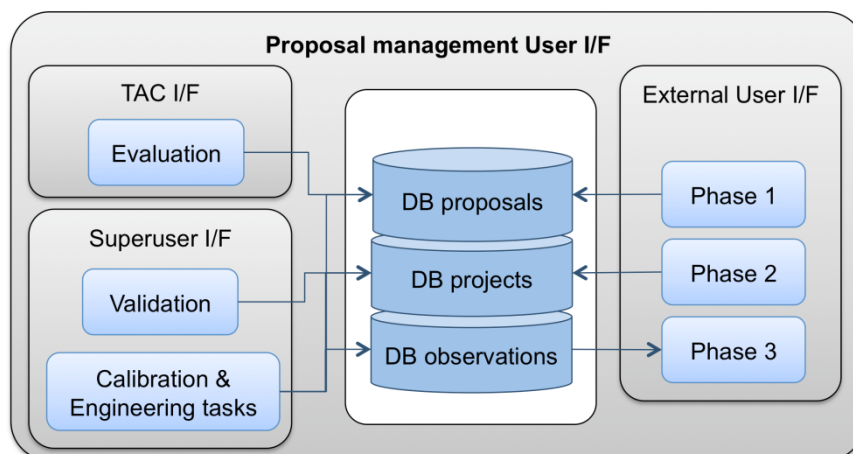 Proposal management User I/F
TAC I/F
Evaluation
Superuser I/F
Validation
Calibration &
Engineering tasks
DB proposals
DB projects
DB observations
External User I/F
Phase 1
Phase 2
Phase 3